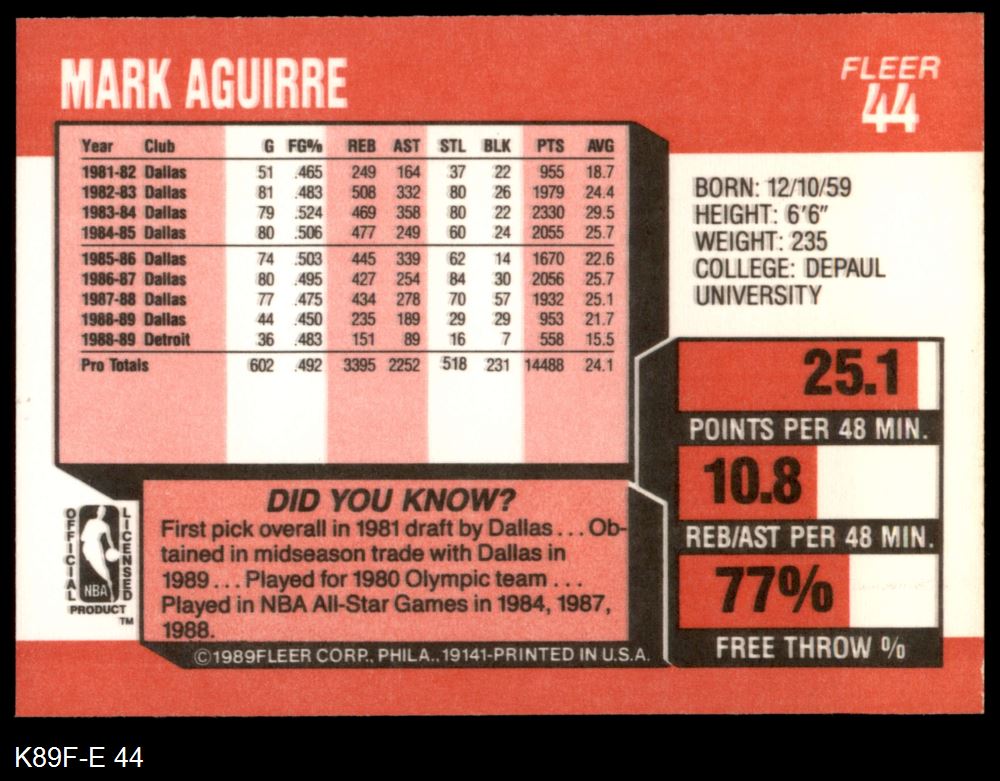 MARK AGUIRRE
FLEER
44
Year Club G FG% REB AST STL BLK PTS AVG
1981-82 Dallas 51 .465 249 164 37 22 955 18.7
1982-83 Dallas 81 .483 508 332 80 26 1979 24.4
1983-84 Dallas 79 .524 469 358 80 22 2330 29.5
1984-85 Dallas 80 .506 477 249 60 24 2055 25.7
1985-86 Dallas 74 .503 445 339 62 14 1670 22.6
1986-87 Dallas 80 .495 427 254 84 30 2056 25.7
1987-88 Dallas 77 .475 434 278 70 57 1932 25.1
1988-89 Dallas 44 .450 235 189 29 29 953 21.7
1988-89 Detroit 36 .483 151 89 16 7 558 15.5
Pro Totals 602 .492 3395 2252 518 231 14488 24.1
BORN: 12/10/59
HEIGHT: 6'6"
WEIGHT: 235
COLLEGE: DEPAUL
UNIVERSITY
25.1
POINTS PER 48 MIN.
10.8
REB/AST PER 48 MIN.
77%
FREE THROW %
DID YOU KNOW?
First pick overall in 1981 draft by Dallas . . . Ob-
tained in midseason trade with Dallas in
1989 . . . Played for 1980 Olympic team . . .
Played in NBA All-Star Games in 1984, 1987,
1988.
OFFICIAL
LICENSED
NBA
PRODUCT
TM
©1989 FLEER CORP., PHILA., 19141-PRINTED IN U.S.A.
K89F-E 44